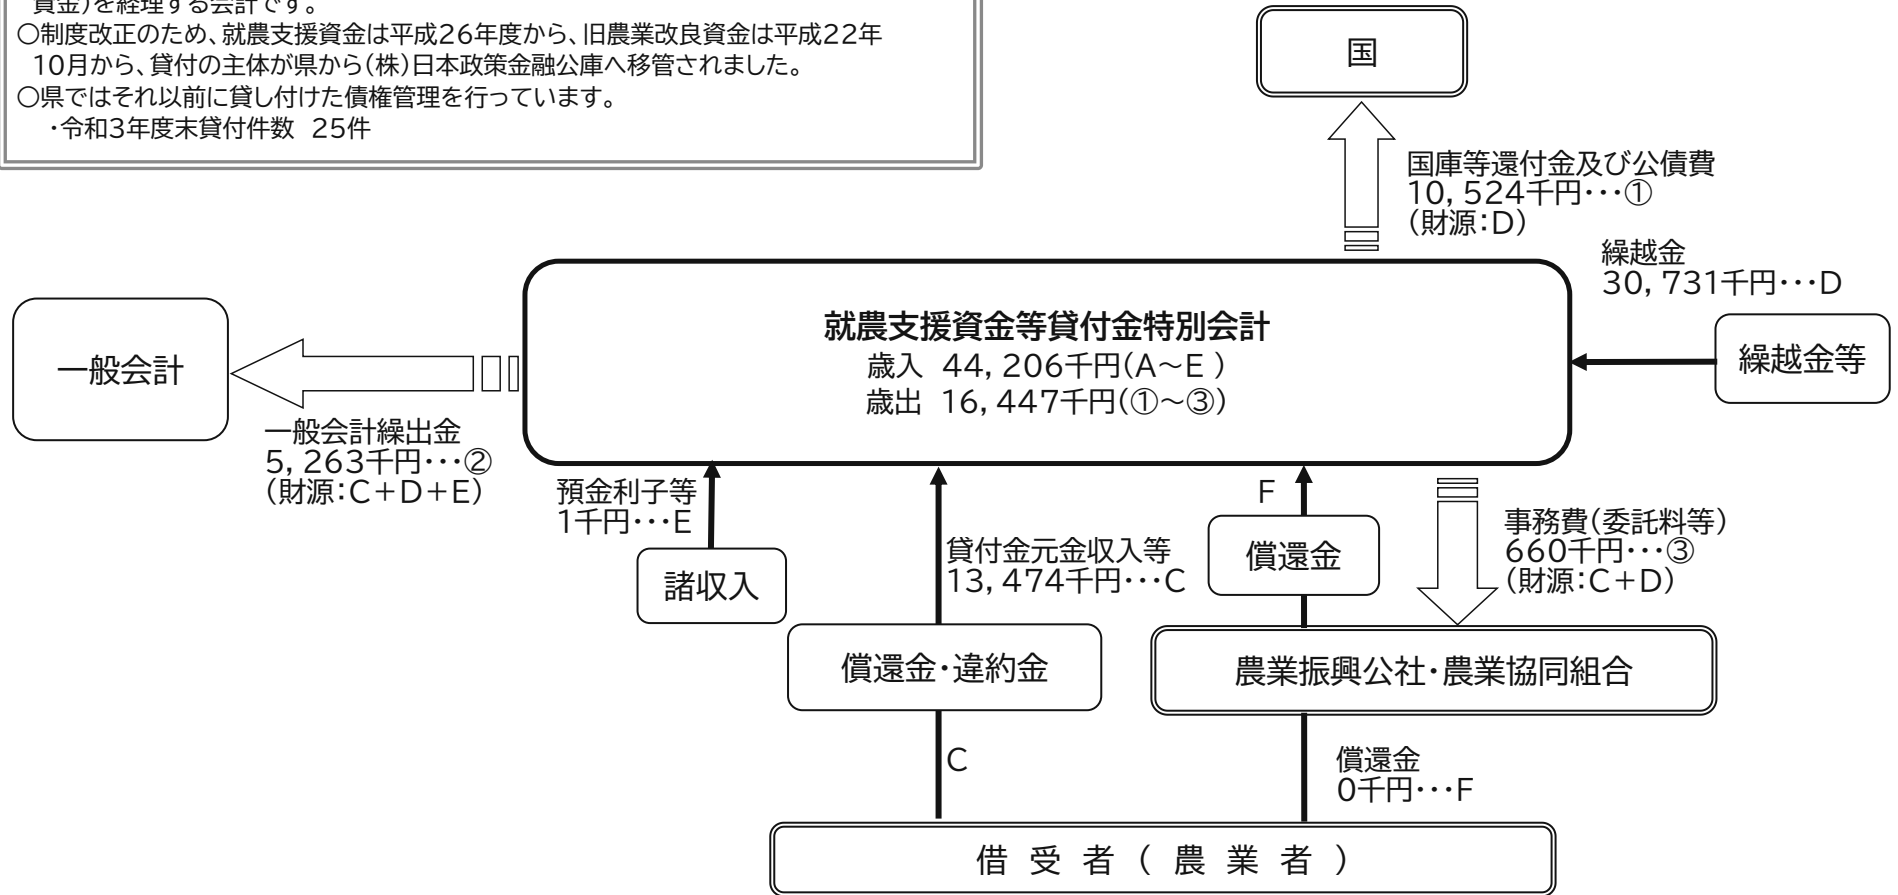 資金)を経理する会計です。
○制度改正のため、就農支援資金は平成26年度から、旧農業改良資金は平成22年
10月から、貸付の主体が県から(株)日本政策金融公庫へ移管されました。
○県ではそれ以前に貸し付けた債権管理を行っています。
・令和3年度末貸付件数 25件
国
国庫等還付金及び公債費
10,524千円・・・①
(財源:D)
繰越金
30,731千円・・・D
繰越金等
就農支援資金等貸付金特別会計
歳入 44,206千円(A～E )
歳出 16,447千円(①～③)
一般会計
一般会計繰出金
5,263千円・・・②
(財源:C+D+E)
預金利子等
1千円・・・E
諸収入
貸付金元金収入等
13,474千円・・・C
償還金・違約金
C
F
償還金
事務費(委託料等)
660千円・・・③
(財源:C+D)
農業振興公社・農業協同組合
償還金
0千円・・・F
借 受 者 ( 農 業 者 )